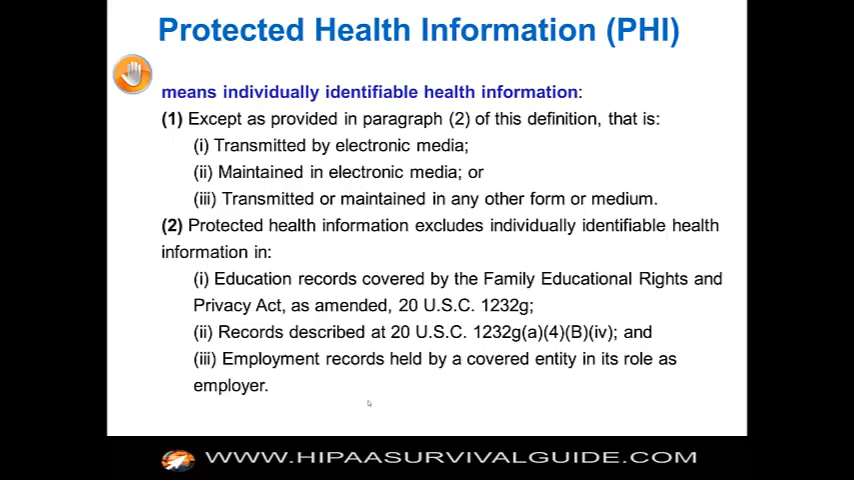 Protected Health Information (PHI)
means individually identifiable health information:
(1) Except as provided in paragraph (2) of this definition, that is:
(i) Transmitted by electronic media;
(ii) Maintained in electronic media; or
(iii) Transmitted or maintained in any other form or medium.
(2) Protected health information excludes individually identifiable health
information in:
(i) Education records covered by the Family Educational Rights and
Privacy Act, as amended, 20 U.S.C. 1232g;
(ii) Records described at 20 U.S.C. 1232g(a)(4)(B)(iv); and
(iii) Employment records held by a covered entity in its role as
employer.
WWW.HIPAASURVIVALGUIDE.COM